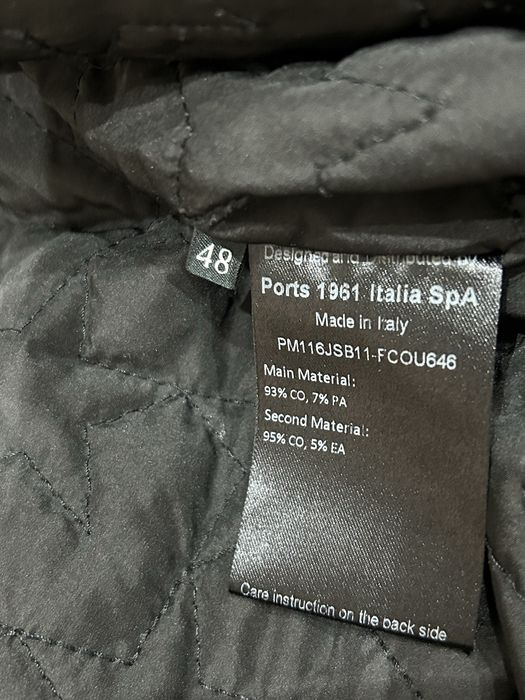 48
Designed and Distributed by
Ports 1961 Italia SpA
Made in Italy
PM116JSB11-FCOU646
Main Material:
93% CO, 7% PA
Second Material:
95% CO, 5% EA
Care instruction on the back side